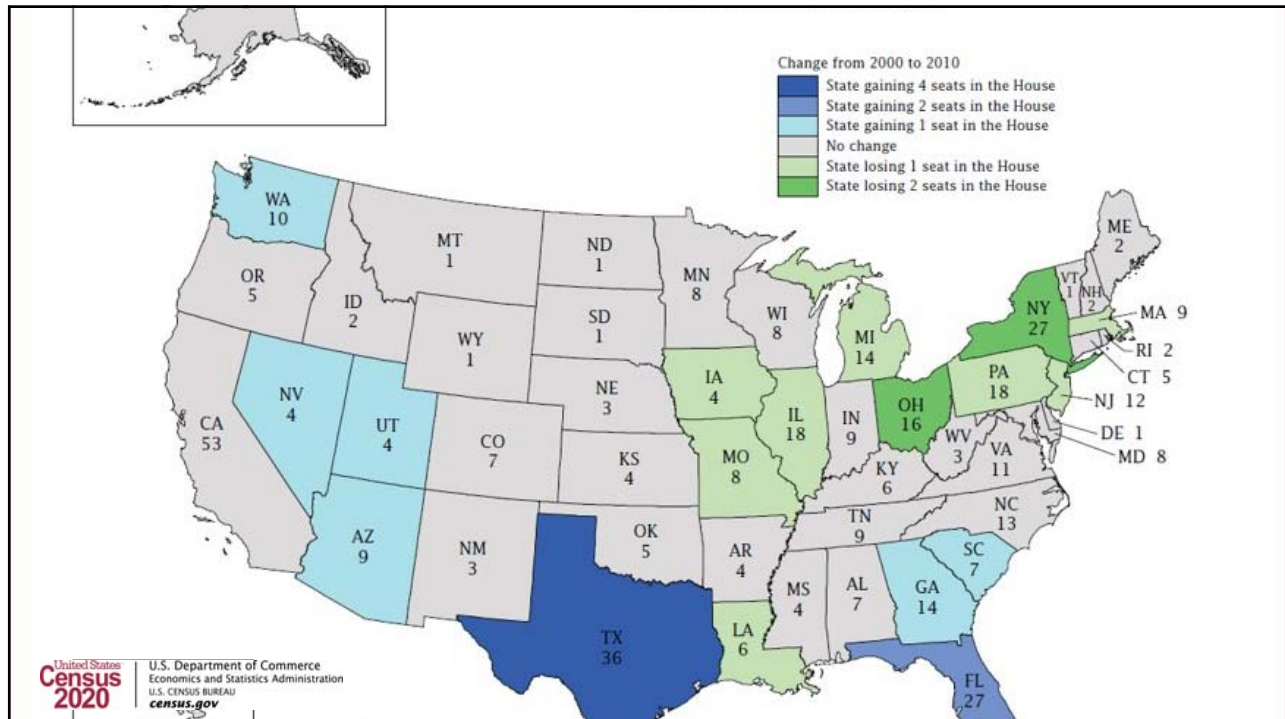 Change from 2000 to 2010
State gaining 4 seats in the House
State gaining 2 seats in the House
State gaining 1 seat in the House
No change
State losing 1 seat in the House
State losing 2 seats in the House
WA
10
MT
1
ND
1
MN
8
ME
2
VT
1
NH
2
OR
5
ID
2
SD
1
WI
8
MI
14
NY
27
MA 9
RI 2
CT 5
WY
1
NE
3
IA
4
PA
18
NJ 12
NV
4
UT
4
CA
53
CO
7
KS
4
MO
8
IL
18
IN
9
OH
16
WV
3
VA
11
DE 1
MD 8
KY
6
NC
13
TN
9
AZ
9
NM
3
OK
5
AR
4
SC
7
MS
4
AL
7
GA
14
TX
36
LA
6
FL
27
United States
Census
2020
U.S. Department of Commerce
Economics and Statistics Administration
U.S. CENSUS BUREAU
census.gov